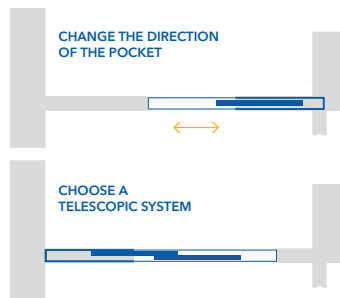 CHANGE THE DIRECTION
OF THE POCKET
CHOOSE A
TELESCOPIC SYSTEM